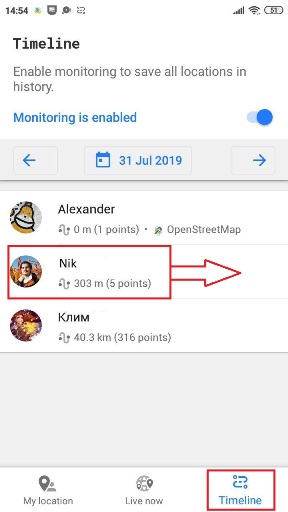 14:54
51
Timeline
Enable monitoring to save all locations in
history.
Monitoring is enabled
31 Jul 2019
Alexander
0 m (1 points) • OpenStreetMap
Nik
303 m (5 points)
Клим
40.3 km (316 points)
My location
Live now
Timeline